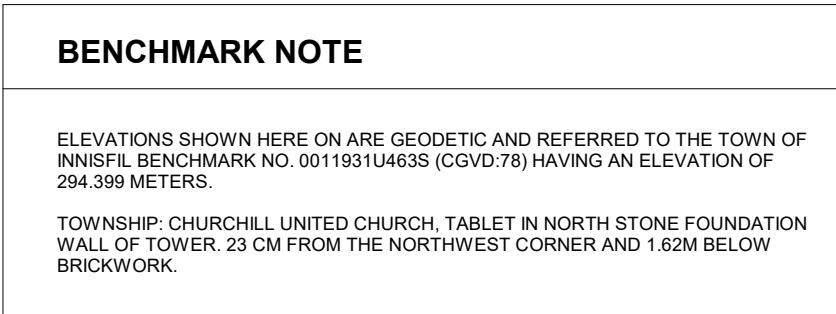 BENCHMARK NOTE
ELEVATIONS SHOWN HERE ON ARE GEODETIC AND REFERRED TO THE TOWN OF
INNISFIL BENCHMARK NO. 0011931U463S (CGVD:78) HAVING AN ELEVATION OF
294.399 METERS.
TOWNSHIP: CHURCHILL UNITED CHURCH, TABLET IN NORTH STONE FOUNDATION
WALL OF TOWER. 23 CM FROM THE NORTHWEST CORNER AND 1.62M BELOW
BRICKWORK.